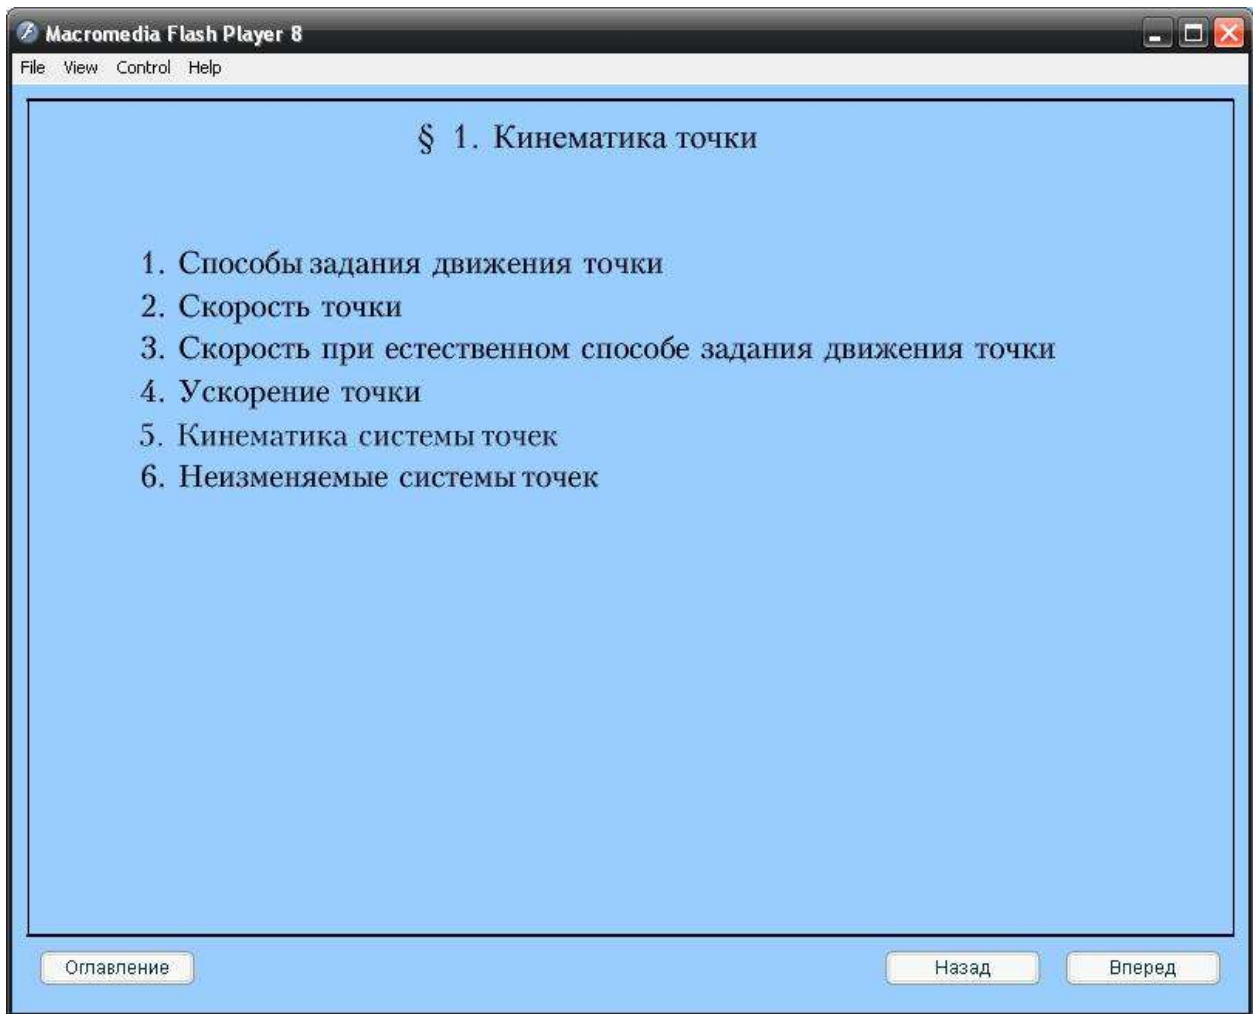 Macromedia Flash Player 8
File View Control Help
§ 1. Кинематика точки
1. Способы задания движения точки
2. Скорость точки
3. Скорость при естественном способе задания движения точки
4. Ускорение точки
5. Кинематика системы точек
6. Неизменяемые системы точек
Оглавление Назад Вперед